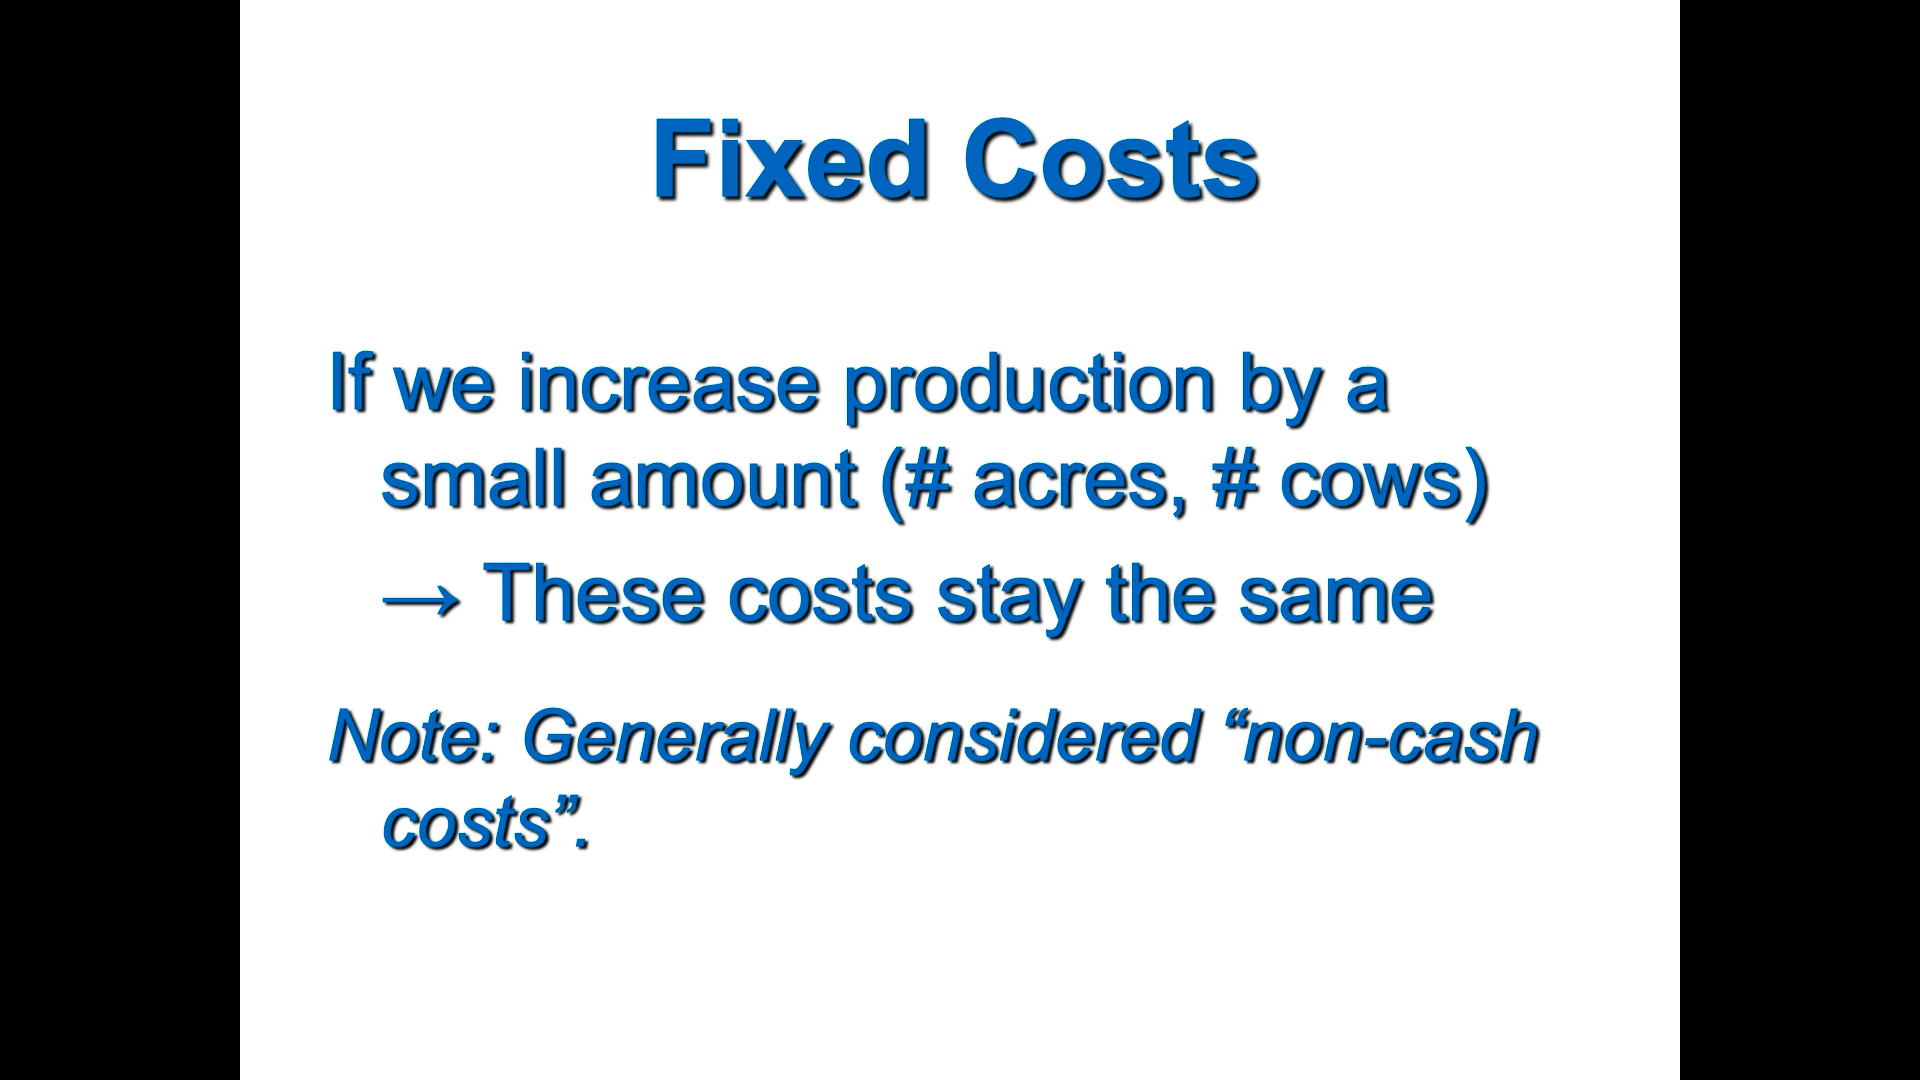 Fixed Costs
If we increase production by a
small amount (# acres, # cows)
→ These costs stay the same
Note: Generally considered “non-cash
costs”.